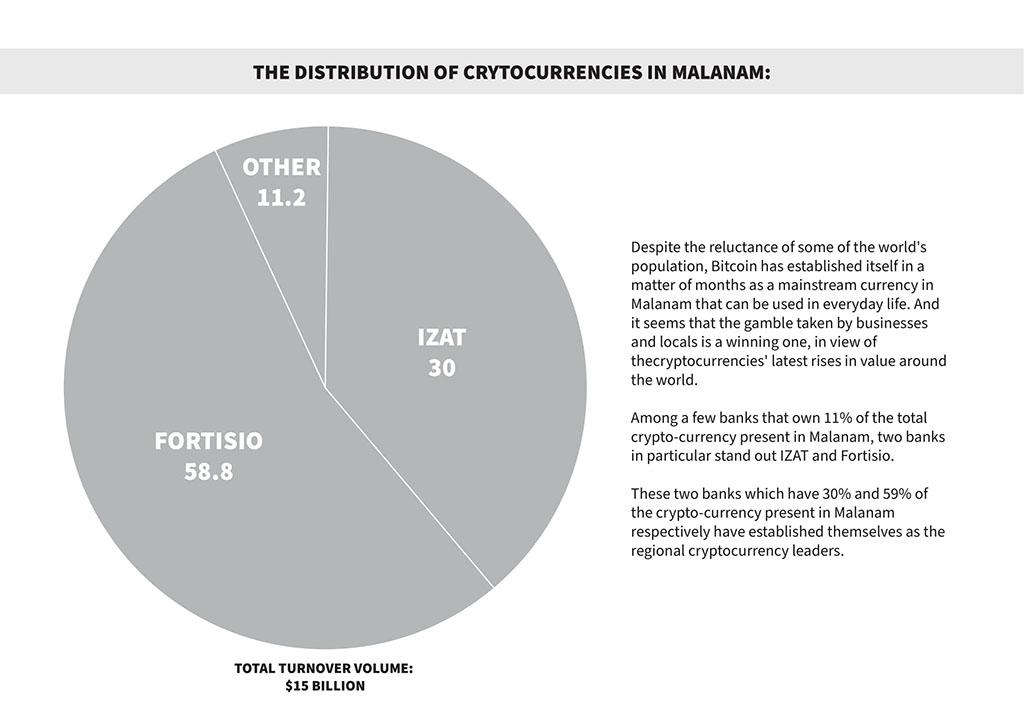 THE DISTRIBUTION OF CRYTOCURRENCIES IN MALANAM:
OTHER
11.2
IZAT
30
FORTISIO
58.8
TOTAL TURNOVER VOLUME:
$15 BILLION
Despite the reluctance of some of the world's
population, Bitcoin has established itself in a
matter of months as a mainstream currency in
Malanam that can be used in everyday life. And
it seems that the gamble taken by businesses
and locals is a winning one, in view of
thecryptocurrencies' latest rises in value around
the world.
Among a few banks that own 11% of the total
crypto-currency present in Malanam, two banks
in particular stand out IZAT and Fortisio.
These two banks which have 30% and 59% of
the crypto-currency present in Malanam
respectively have established themselves as the
regional cryptocurrency leaders.